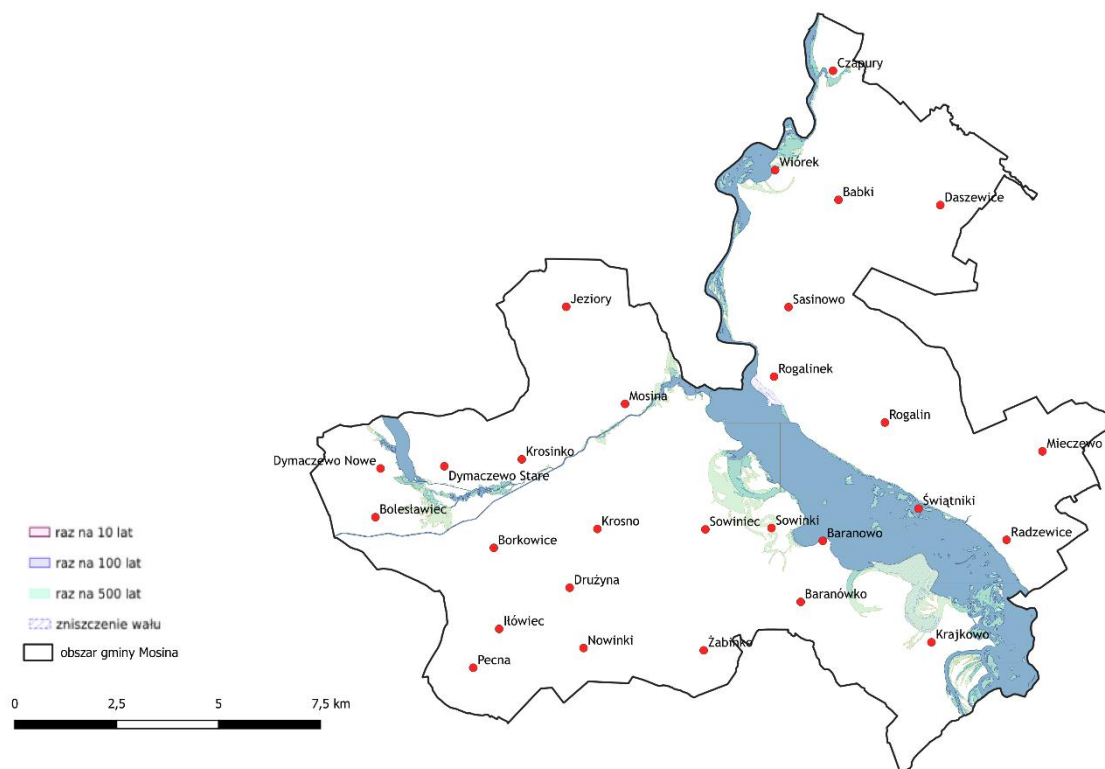 Czapury
Wiórek
Babki
Daszewice
Jeziory
Sasinowo
Rogalinek
Mosina
Rogalin
Mieczewo
Krosinko
Dymaczewo Nowe
Dymaczewo Stare
Bolesławiec
Świątniki
Krosno
Sowiniec
Sowinki
Baranowo
Radzewice
Borkowice
Drużyna
Baranówko
Iłówiec
Krajkowo
Nowinki
Żabinko
Pecna
raz na 10 lat
raz na 100 lat
raz na 500 lat
zniszczenie wału
obszar gminy Mosina
0 2,5 5 7,5 km